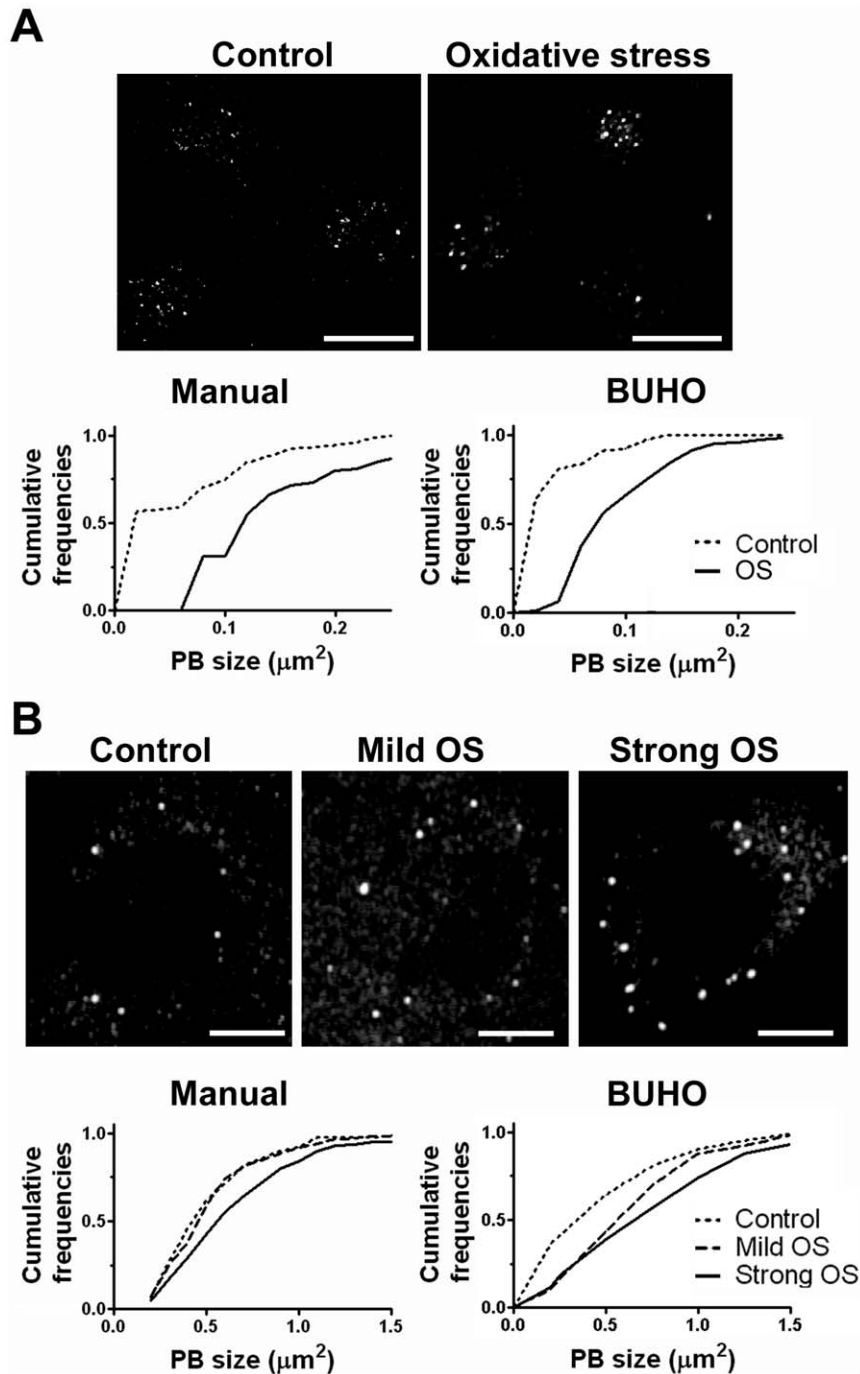 A
Control
Oxidative stress
Manual
BUHO
Cumulative
frequencies
1.0
0.5
0.0
0.0
0.1
0.2
PB size (μm²)
Cumulative
frequencies
1.0
0.5
0.0
0.0
0.1
0.2
PB size (μm²)
Control
OS
B
Control
Mild OS
Strong OS
Manual
BUHO
Cumulative
frequencies
1.0
0.5
0.0
0.0
0.5
1.0
1.5
PB size (μm²)
Cumulative
frequencies
1.0
0.5
0.0
0.0
0.5
1.0
1.5
PB size (μm²)
Control
Mild OS
Strong OS